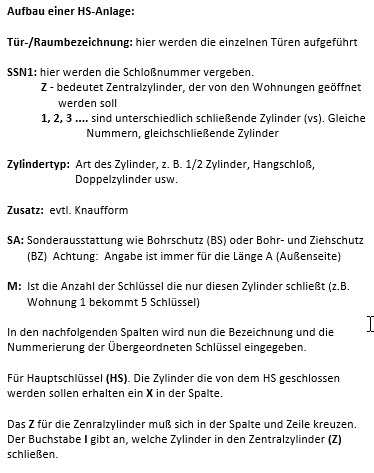 Aufbau einer HS-Anlage:
Tür-/Raumbezeichnung: hier werden die einzelnen Türen aufgeführt
SSN1: hier werden die Schloßnummer vergeben.
Z - bedeutet Zentralzylinder, der von den Wohnungen geöffnet
werden soll
1, 2, 3 .... sind unterschiedlich schließende Zylinder (vs). Gleiche
Nummern, gleichschließende Zylinder
Zylindertyp: Art des Zylinder, z. B. 1/2 Zylinder, Hangschloß,
Doppelzylinder usw.
Zusatz: evtl. Knaufform
SA: Sonderausstattung wie Bohrschutz (BS) oder Bohr- und Ziehschutz
(BZ) Achtung: Angabe ist immer für die Länge A (Außenseite)
M: Ist die Anzahl der Schlüssel die nur diesen Zylinder schließt (z.B.
Wohnung 1 bekommt 5 Schlüssel)
In den nachfolgenden Spalten wird nun die Bezeichnung und die
Nummerierung der Übergeordneten Schlüssel eingegeben.
Für Hauptschlüssel (HS). Die Zylinder die von dem HS geschlossen
werden sollen erhalten ein X in der Spalte.
Das Z für die Zenralzylinder muß sich in der Spalte und Zeile kreuzen.
Der Buchstabe I gibt an, welche Zylinder in den Zentralzylinder (Z)
schließen.